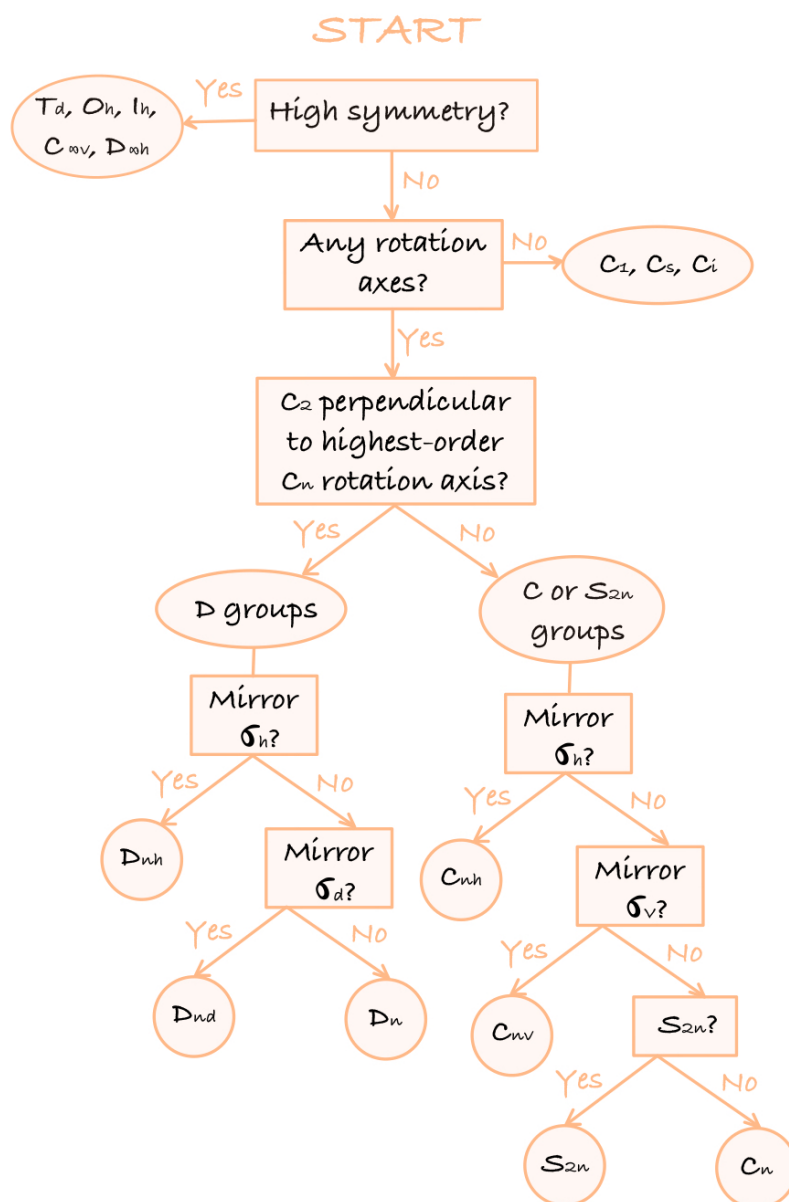 START
Yes
Td, Oh, Ih,
C∞v, D∞h
High symmetry?
No
Any rotation
axes?
No
C1, Cs, Ci
Yes
C2 perpendicular
to highest-order
Cn rotation axis?
Yes
No
D groups
C or S2n
groups
Mirror
σh?
Mirror
σh?
Yes
No
Yes
No
Dnh
Mirror
σd?
Cnh
Mirror
σv?
Yes
No
Yes
No
Dnd
Dn
Cnv
S2n?
Yes
No
S2n
Cn